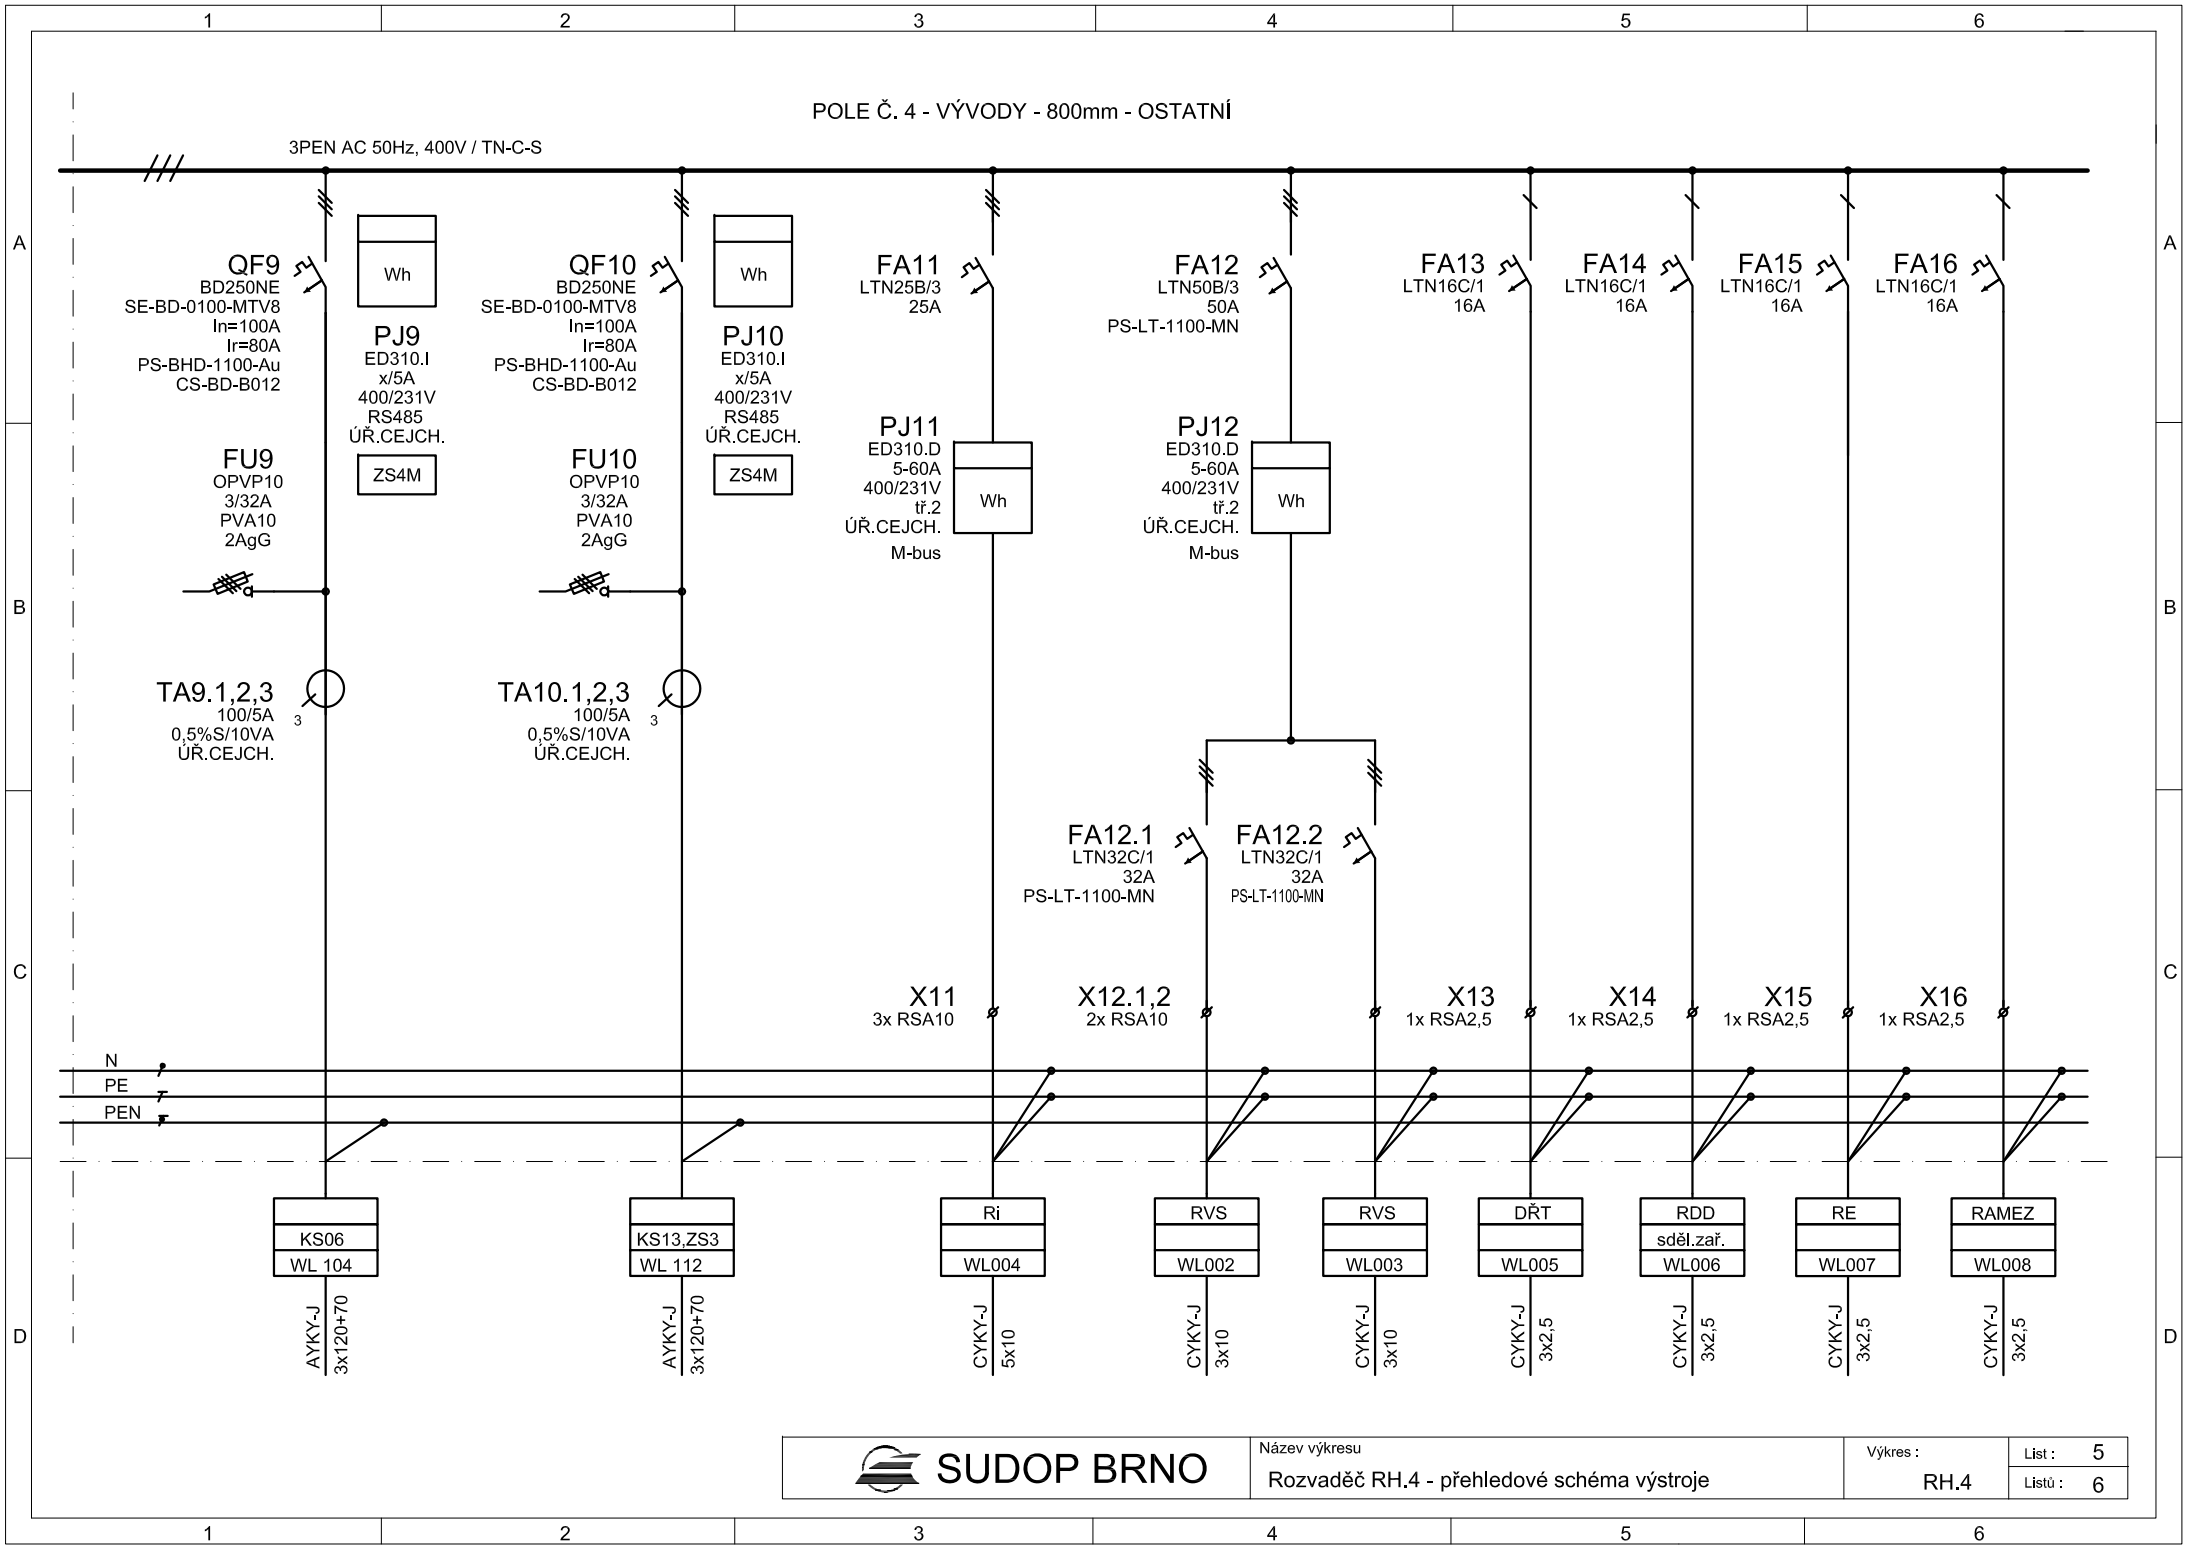 1 2 3 4 5 6
POLE Č. 4 - VÝVODY - 800mm - OSTATNÍ
3PEN AC 50Hz, 400V / TN-C-S
A
A
QF9
BD250NE
SE-BD-0100-MTV8
In=100A
Ir=80A
PS-BHD-1100-Au
CS-BD-B012
Wh
PJ9
ED310.I
x/5A
400/231V
RS485
ÚŘ.CEJCH.
ZS4M
FU9
OPVP10
3/32A
PVA10
2AgG
TA9.1,2,3
100/5A
0,5%S/10VA
ÚŘ.CEJCH.
3
QF10
BD250NE
SE-BD-0100-MTV8
In=100A
Ir=80A
PS-BHD-1100-Au
CS-BD-B012
Wh
PJ10
ED310.I
x/5A
400/231V
RS485
ÚŘ.CEJCH.
ZS4M
FU10
OPVP10
3/32A
PVA10
2AgG
TA10.1,2,3
100/5A
0,5%S/10VA
ÚŘ.CEJCH.
3
FA11
LTN25B/3
25A
PJ11
ED310.D
5-60A
400/231V
tř.2
ÚŘ.CEJCH.
M-bus
Wh
FA12
LTN50B/3
50A
PS-LT-1100-MN
PJ12
ED310.D
5-60A
400/231V
tř.2
ÚŘ.CEJCH.
M-bus
Wh
FA13
LTN16C/1
16A
FA14
LTN16C/1
16A
FA15
LTN16C/1
16A
FA16
LTN16C/1
16A
B
B
FA12.1
LTN32C/1
32A
PS-LT-1100-MN
FA12.2
LTN32C/1
32A
PS-LT-1100-MN
C
C
X11
3x RSA10
X12.1,2
2x RSA10
X13
1x RSA2,5
X14
1x RSA2,5
X15
1x RSA2,5
X16
1x RSA2,5
N
PE
PEN
KS06
WL 104
AYKY-J
3x120+70
KS13,ZS3
WL 112
AYKY-J
3x120+70
Ri
WL004
CYKY-J
5x10
RVS
WL002
CYKY-J
3x10
RVS
WL003
CYKY-J
3x10
DŘT
WL005
CYKY-J
3x2,5
RDD
sděl.zař.
WL006
CYKY-J
3x2,5
RE
WL007
CYKY-J
3x2,5
RAMEZ
WL008
CYKY-J
3x2,5
D
D
SUDOP BRNO
Název výkresu
Rozvaděč RH.4 - přehledové schéma výstroje
Výkres :
RH.4
List : 5
Listů : 6
1 2 3 4 5 6